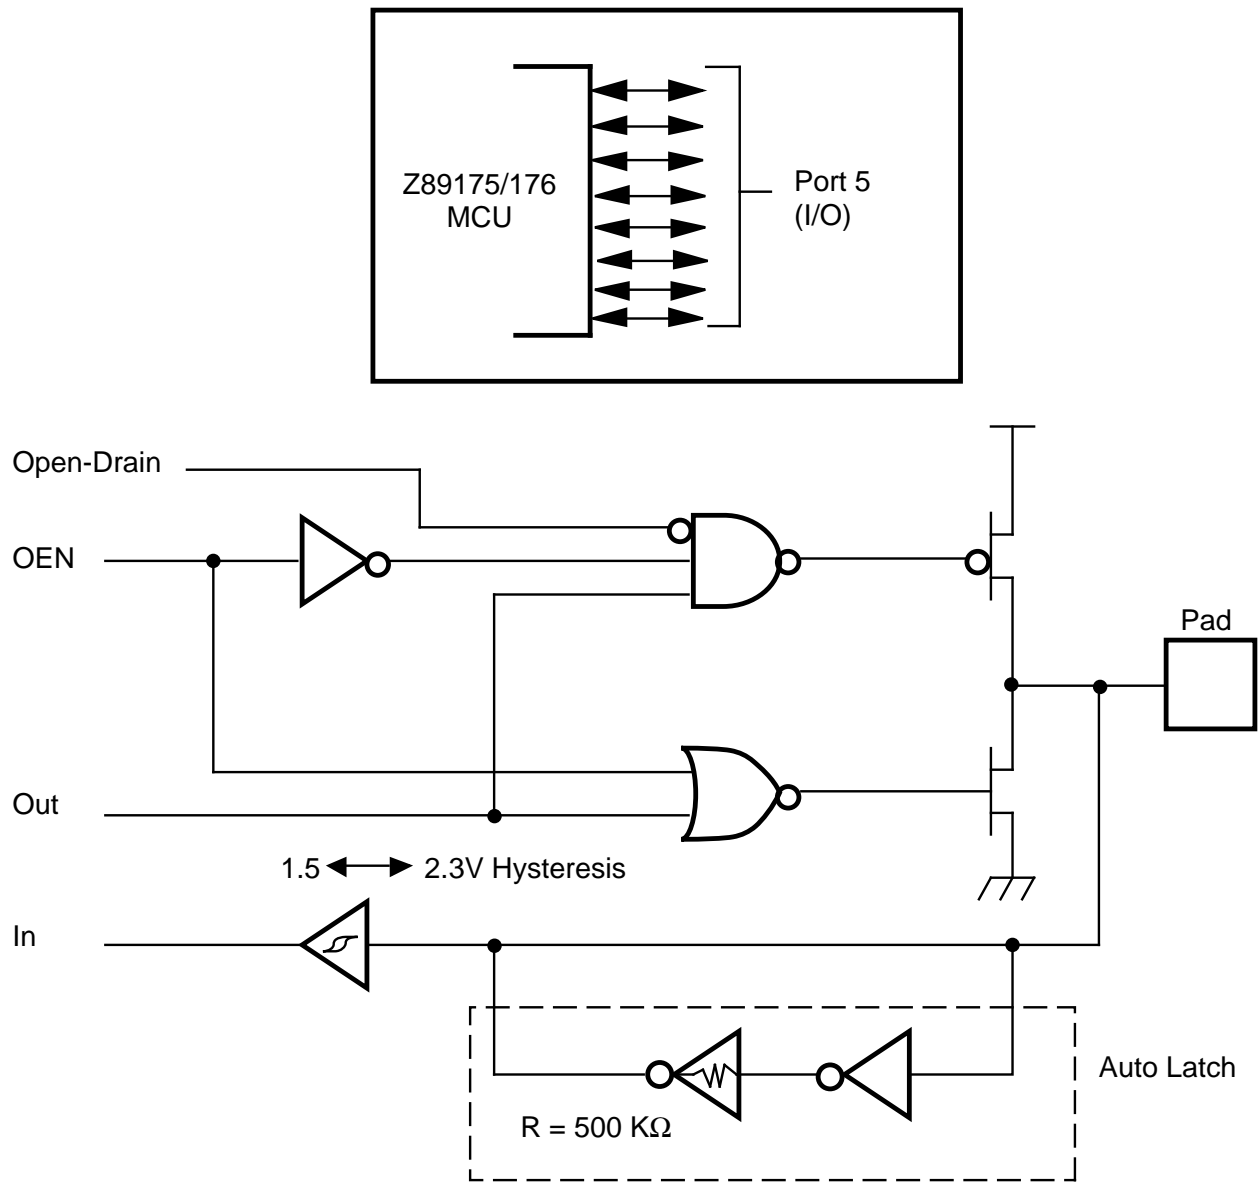 Z89175/176
MCU
Port 5
(I/O)
Open-Drain
OEN
Pad
Out
1.5 2.3V Hysteresis
In
Auto Latch
R = 500 KΩ